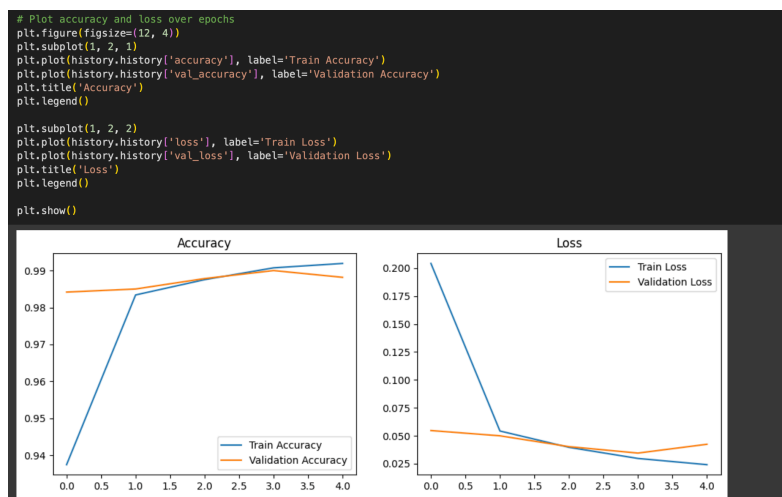 # Plot accuracy and loss over epochs
plt.figure(figsize=(12, 4))
plt.subplot(1, 2, 1)
plt.plot(history.history['accuracy'], label='Train Accuracy')
plt.plot(history.history['val_accuracy'], label='Validation Accuracy')
plt.title('Accuracy')
plt.legend()

plt.subplot(1, 2, 2)
plt.plot(history.history['loss'], label='Train Loss')
plt.plot(history.history['val_loss'], label='Validation Loss')
plt.title('Loss')
plt.legend()

plt.show()
Accuracy
0.99
0.98
0.97
0.96
0.95
0.94
Train Accuracy
Validation Accuracy
0.0 0.5 1.0 1.5 2.0 2.5 3.0 3.5 4.0
Loss
0.200
0.175
0.150
0.125
0.100
0.075
0.050
0.025
Train Loss
Validation Loss
0.0 0.5 1.0 1.5 2.0 2.5 3.0 3.5 4.0